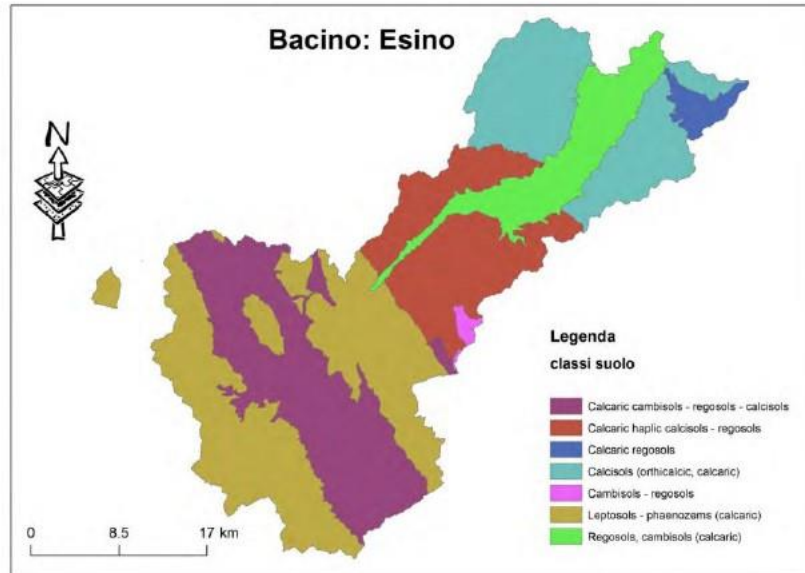 Bacino: Esino
N
Legenda
classi suolo
Calcaric cambisols - regosols - calcisols
Calcaric haplic calcisols - regosols
Calcaric regosols
Calcisols (orthicalcic, calcaric)
Cambisols - regosols
Leptosols - phaenozems (calcaric)
Regosols, cambisols (calcaric)
0 8.5 17 km